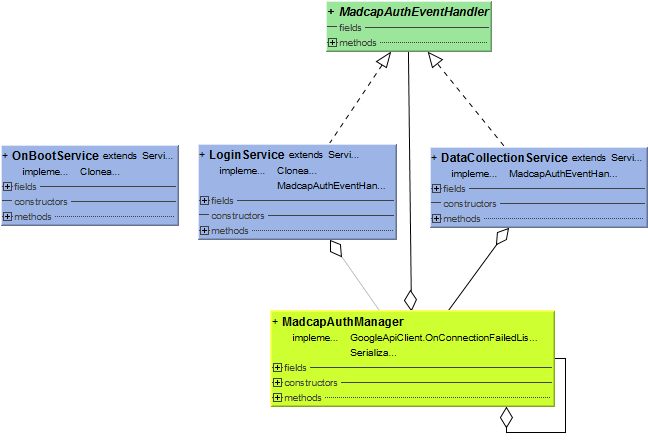 + MadcapAuthEventHandler
fields
+ methods
+ OnBootService extends Servi...
impleme... Clonea...
+ fields
constructors
+ methods
+ LoginService extends Servi...
impleme... Clonea...
MadcapAuthEventHan...
+ fields
constructors
+ methods
+ DataCollectionService extends Servi...
impleme... MadcapAuthEventHan...
+ fields
constructors
+ methods
+ MadcapAuthManager
impleme... GoogleApiClient.OnConnectionFailedLis...
Serializa...
+ fields
+ constructors
+ methods